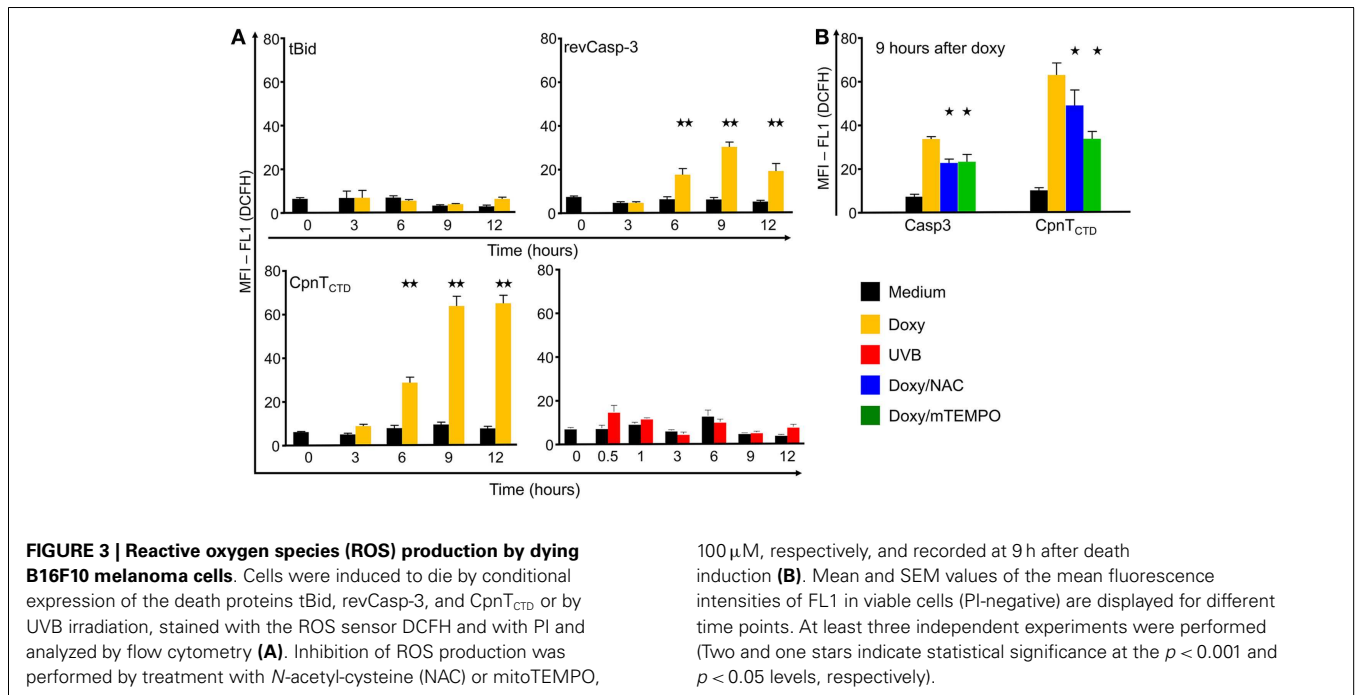 A
B
tBid
revCasp-3
9 hours after doxy
MFI – FL1 (DCFH)
80
60
40
20
0
0 3 6 9 12
80
60
40
20
0
★★ ★★ ★★
0 3 6 9 12
Time (hours)
MFI – FL1 (DCFH)
80
60
40
20
0
★ ★
★ ★
Casp3 CpnTCTD
CpnTCTD
80
60
40
20
0
★★ ★★ ★★
0 3 6 9 12
80
60
40
20
0
0 0.5 1 3 6 9 12
Time (hours)
Medium
Doxy
UVB
Doxy/NAC
Doxy/mTEMPO
FIGURE 3 | Reactive oxygen species (ROS) production by dying
B16F10 melanoma cells. Cells were induced to die by conditional
expression of the death proteins tBid, revCasp-3, and CpnTCTD or by
UVB irradiation, stained with the ROS sensor DCFH and with PI and
analyzed by flow cytometry (A). Inhibition of ROS production was
performed by treatment with N-acetyl-cysteine (NAC) or mitoTEMPO,
100 µM, respectively, and recorded at 9 h after death
induction (B). Mean and SEM values of the mean fluorescence
intensities of FL1 in viable cells (PI-negative) are displayed for different
time points. At least three independent experiments were performed
(Two and one stars indicate statistical significance at the p < 0.001 and
p < 0.05 levels, respectively).